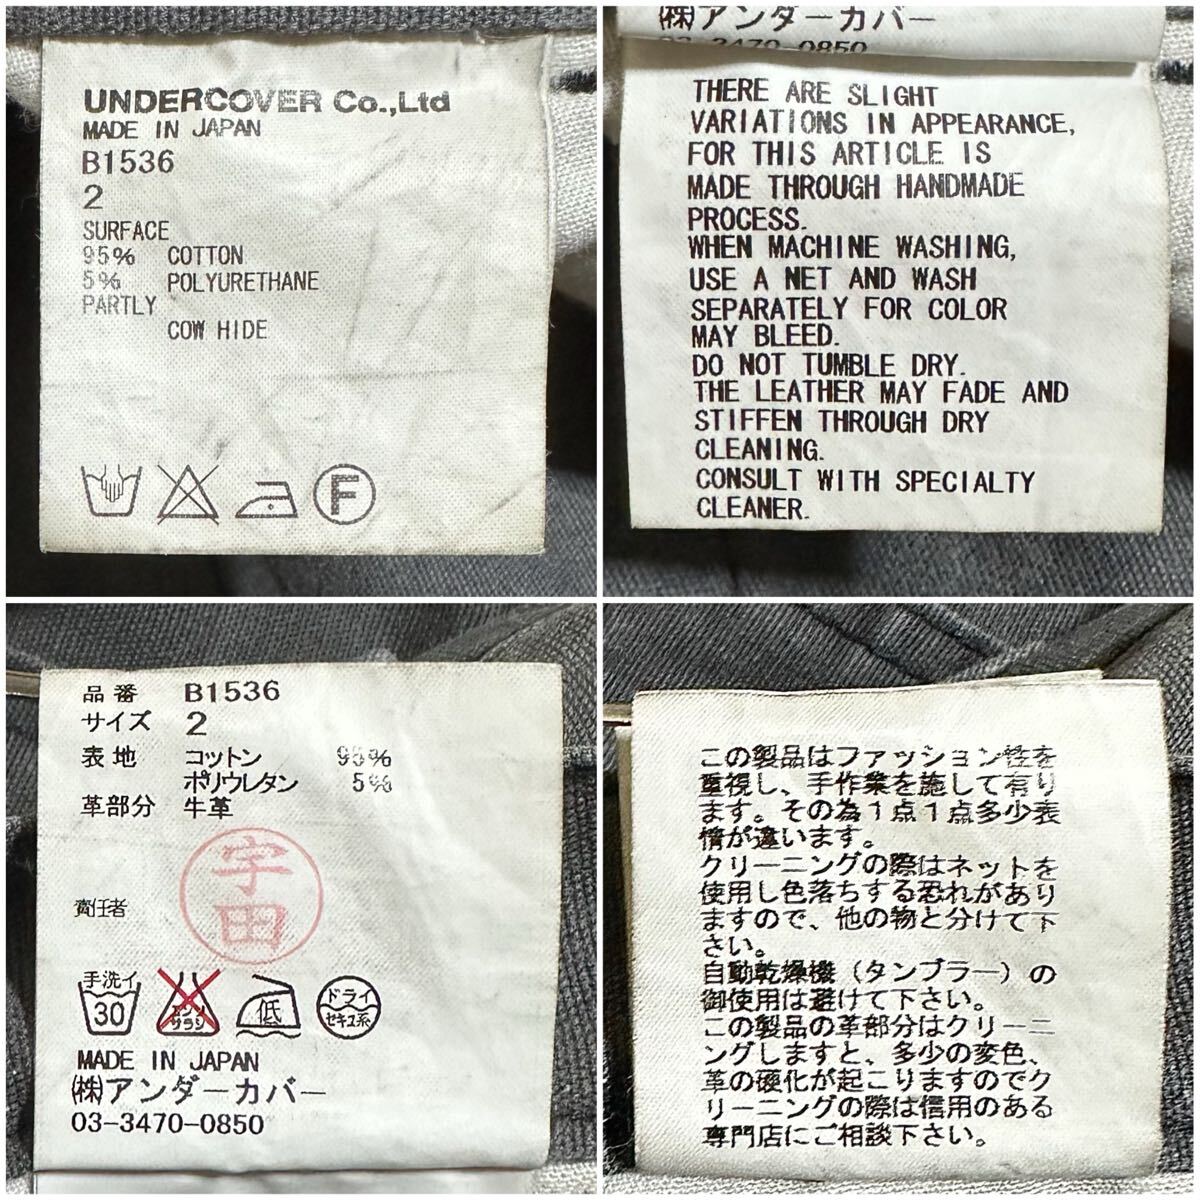 UNDERCOVER Co.,Ltd
MADE IN JAPAN
B1536
2
SURFACE
95% COTTON
5% POLYURETHANE
PARTLY
COW HIDE
F
㈱アンダーカバー
03-3470-0850
THERE ARE SLIGHT
VARIATIONS IN APPEARANCE,
FOR THIS ARTICLE IS
MADE THROUGH HANDMADE
PROCESS.
WHEN MACHINE WASHING,
USE A NET AND WASH
SEPARATELY FOR COLOR
MAY BLEED.
DO NOT TUMBLE DRY.
THE LEATHER MAY FADE AND
STIFFEN THROUGH DRY
CLEANING.
CONSULT WITH SPECIALTY
CLEANER.
品番 B1536
サイズ 2
表地 コットン 95%
ポリウレタン 5%
革部分 牛革
宇田
責任者
手洗イ 30 エンソサラシ 低 ドライ セキユ系
MADE IN JAPAN
㈱アンダーカバー
03-3470-0850
この製品はファッション性を
重視し、手作業を施して有り
ます。その為1点1点多少表
情が違います。
クリーニングの際はネットを
使用し色落ちする恐れがあり
ますので、他の物と分けて下
さい。
自動乾燥機(タンブラー)の
御使用は避けて下さい。
この製品の革部分はクリーニ
ングしますと、多少の変色、
革の硬化が起こりますのでク
リーニングの際は信用のある
専門店にご相談下さい。